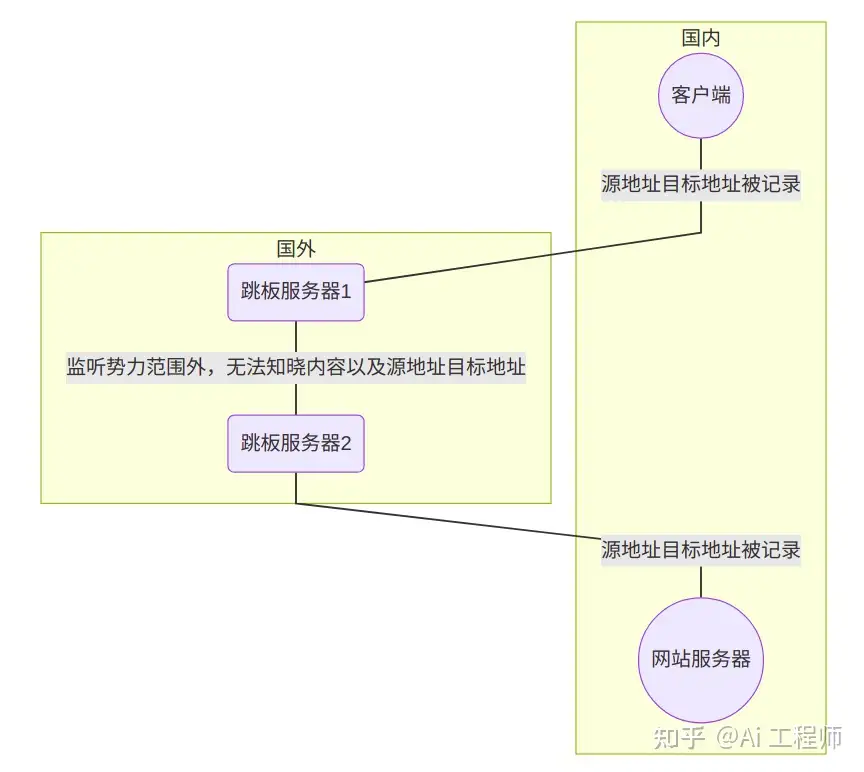 国内
客户端
源地址目标地址被记录
国外
跳板服务器1
监听势力范围外，无法知晓内容以及源地址目标地址
跳板服务器2
源地址目标地址被记录
网站服务器
知乎 @Ai 工程师